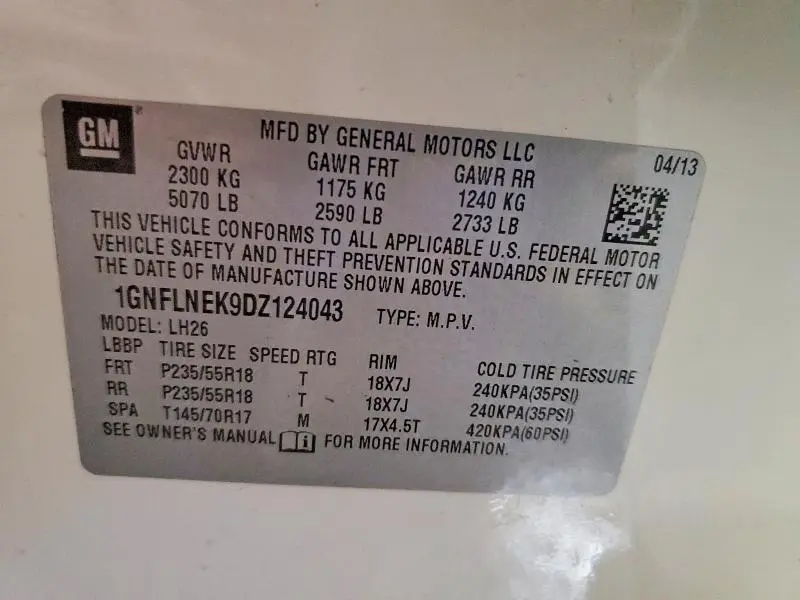 GM
MFD BY GENERAL MOTORS LLC 04/13
GVWR GAWR FRT GAWR RR
2300 KG 1175 KG 1240 KG
5070 LB 2590 LB 2733 LB
THIS VEHICLE CONFORMS TO ALL APPLICABLE U.S. FEDERAL MOTOR
VEHICLE SAFETY AND THEFT PREVENTION STANDARDS IN EFFECT ON
THE DATE OF MANUFACTURE SHOWN ABOVE.
1GNFLNEK9DZ124043 TYPE: M.P.V.
MODEL: LH26
LBBP TIRE SIZE SPEED RTG RIM COLD TIRE PRESSURE
FRT P235/55R18 T 18X7J 240KPA(35PSI)
RR P235/55R18 T 18X7J 240KPA(35PSI)
SPA T145/70R17 M 17X4.5T 420KPA(60PSI)
SEE OWNER'S MANUAL i FOR MORE INFORMATION.